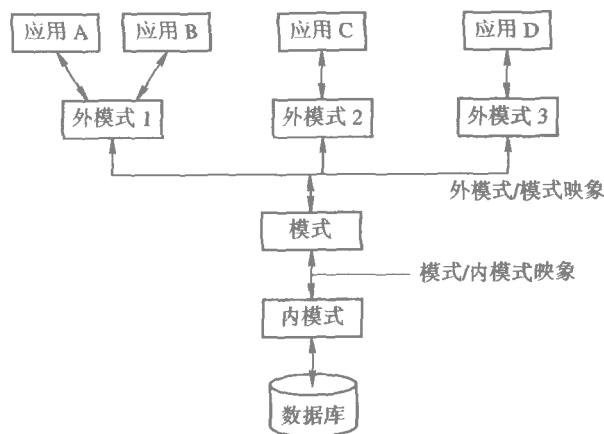 应用 A
应用 B
应用 C
应用 D
外模式 1
外模式 2
外模式 3
外模式/模式映象
模式
模式/内模式映象
内模式
数据库